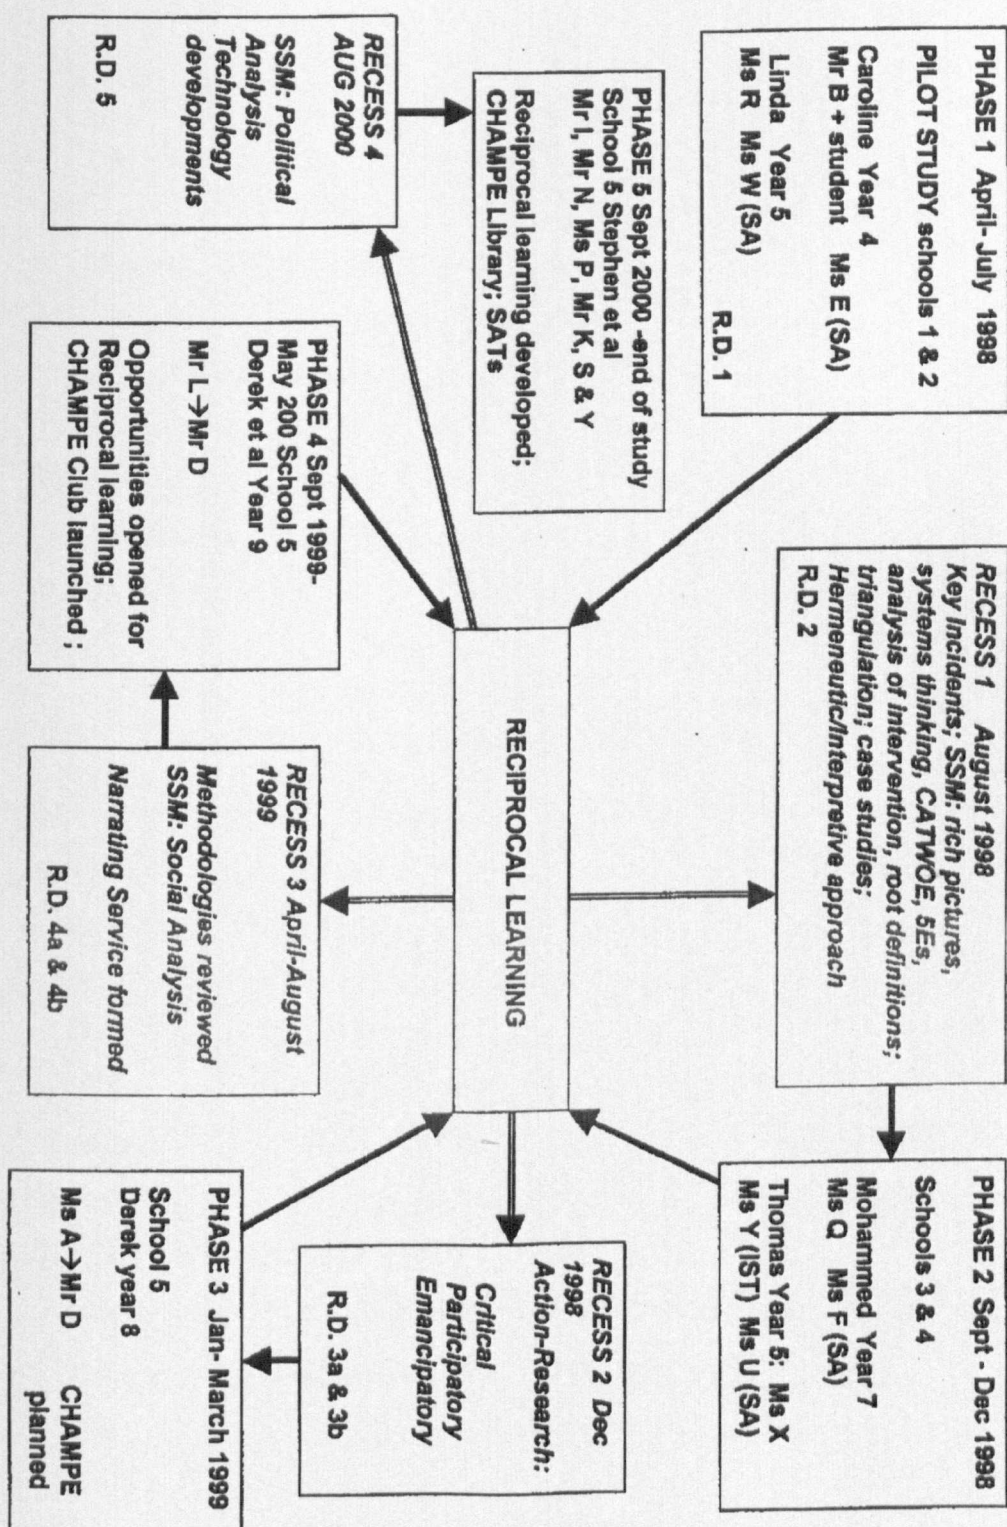 PHASE 1 April- July 1998
PILOT STUDY schools 1 & 2
Caroline Year 4
Mr B + student Ms E (SA)
Linda Year 5
Ms R Ms W (SA)
R.D. 1
RECESS 1 August 1998
Key Incidents; SSM: rich pictures,
systems thinking, CATWOE, 5Es,
analysis of intervention, root definitions;
triangulation; case studies;
Hermeneutic/Interpretive approach
R.D. 2
PHASE 2 Sept - Dec 1998
Schools 3 & 4
Mohammed Year 7
Ms Q Ms F (SA)
Thomas Year 5: Ms X
Ms Y (IST) Ms U (SA)
PHASE 5 Sept 2000 -end of study
School 5 Stephen et al
Mr I, Mr N, Ms P, Mr K, S & Y
Reciprocal learning developed;
CHAMPE Library; SATs
RECIPROCAL LEARNING
RECESS 2 Dec
1998
Action-Research:
Critical
Participatory
Emancipatory
R.D. 3a & 3b
RECESS 4
AUG 2000
SSM: Political
Analysis
Technology
developments
R.D. 5
PHASE 4 Sept 1999-
May 200 School 5
Derek et al Year 9
Mr L→Mr D
Opportunities opened for
Reciprocal learning;
CHAMPE Club launched ;
RECESS 3 April-August
1999
Methodologies reviewed
SSM: Social Analysis
Narrating Service formed
R.D. 4a & 4b
PHASE 3 Jan- March 1999
School 5
Derek year 8
Ms A→Mr D CHAMPE
planned